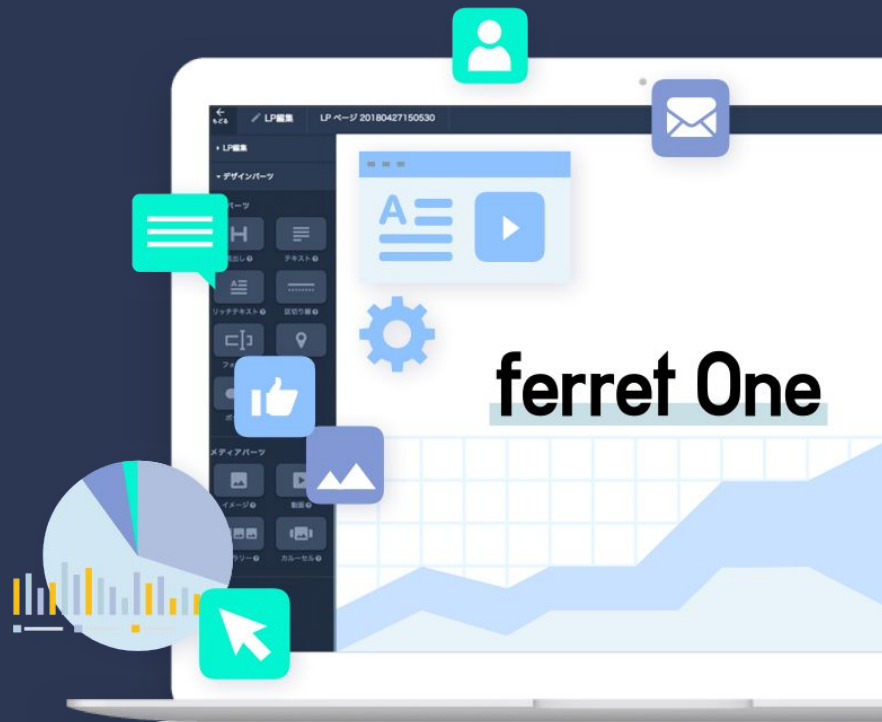 もどる
LP編集
LP ページ 20180427150530
LP編集
デザインパーツ
パーツ
出し
テキスト
リッチテキスト
区切り線
メディアパーツ
イメージ
動画
カルーセル
ferret One